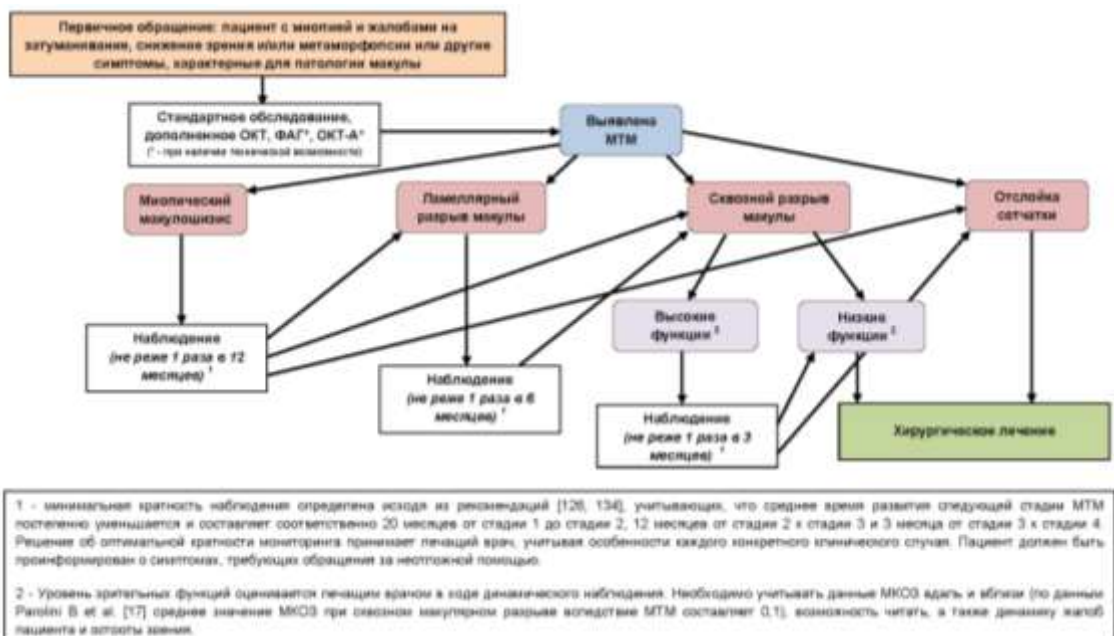 Первичное обращение: пациент с миопией и жалобами на
затуманивание, снижение зрения и/или метаморфопсии или другие
симптомы, характерные для патологии макулы
Стандартное обследование,
дополненное ОКТ, ФАГ*, ОКТ-А*
(* - при наличии технической возможности)
Выявлена
МТМ
Миопический
макулошизис
Ламеллярный
разрыв макулы
Сквозной разрыв
макулы
Отслойка
сетчатки
Высокие
функции 2
Низкие
функции 2
Наблюдение
(не реже 1 раза в 12
месяцев) 1
Наблюдение
(не реже 1 раза в 6
месяцев) 1
Наблюдение
(не реже 1 раза в 3
месяцев) 1
Хирургическое лечение
1 - минимальная кратность наблюдения определена исходя из рекомендаций [126, 134], учитывающих, что среднее время развития следующей стадии МТМ
постепенно уменьшается и составляет соответственно 20 месяцев от стадии 1 до стадии 2, 12 месяцев от стадии 2 к стадии 3 и 3 месяца от стадии 3 к стадии 4.
Решение об оптимальной кратности мониторинга принимает лечащий врач, учитывая особенности каждого конкретного клинического случая. Пациент должен быть
проинформирован о симптомах, требующих обращения за неотложной помощью.
2 - Уровень зрительных функций оценивается лечащим врачом в ходе динамического наблюдения. Необходимо учитывать данные МКОЗ вдаль и вблизи (по данным
Parolini B et al. [17] среднее значение МКОЗ при сквозном макулярном разрыве вследствие МТМ составляет 0,1), возможность читать, а также динамику жалоб
пациента и остроты зрения.